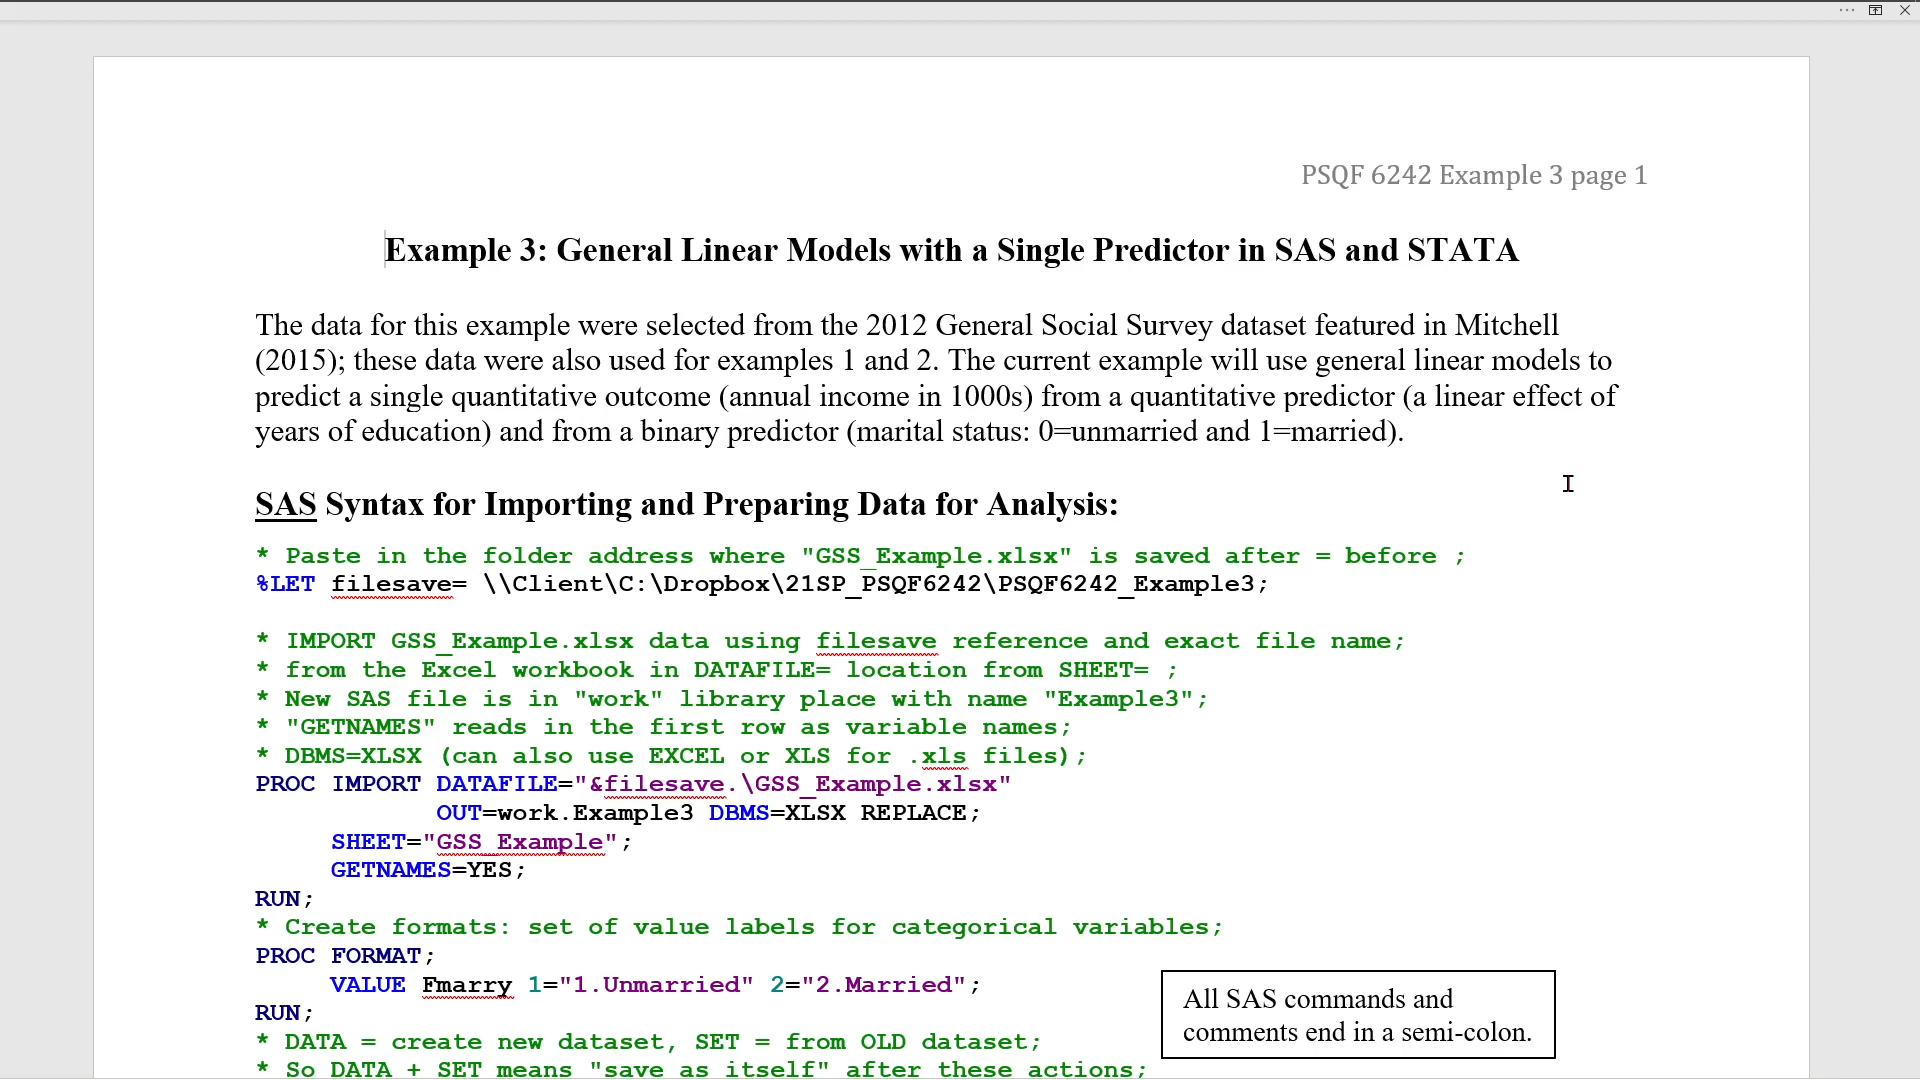 PSQF 6242 Example 3 page 1
Example 3: General Linear Models with a Single Predictor in SAS and STATA
The data for this example were selected from the 2012 General Social Survey dataset featured in Mitchell
(2015); these data were also used for examples 1 and 2. The current example will use general linear models to
predict a single quantitative outcome (annual income in 1000s) from a quantitative predictor (a linear effect of
years of education) and from a binary predictor (marital status: 0=unmarried and 1=married).
SAS Syntax for Importing and Preparing Data for Analysis:
* Paste in the folder address where "GSS_Example.xlsx" is saved after = before ;
%LET filesave= \\Client\C:\Dropbox\21SP_PSQF6242\PSQF6242_Example3;
* IMPORT GSS_Example.xlsx data using filesave reference and exact file name;
* from the Excel workbook in DATAFILE= location from SHEET= ;
* New SAS file is in "work" library place with name "Example3";
* "GETNAMES" reads in the first row as variable names;
* DBMS=XLSX (can also use EXCEL or XLS for .xls files);
PROC IMPORT DATAFILE="&filesave.\GSS_Example.xlsx"
OUT=work.Example3 DBMS=XLSX REPLACE;
SHEET="GSS_Example";
GETNAMES=YES;
RUN;
* Create formats: set of value labels for categorical variables;
PROC FORMAT;
VALUE Fmarry 1="1.Unmarried" 2="2.Married";
RUN;
* DATA = create new dataset, SET = from OLD dataset;
* So DATA + SET means "save as itself" after these actions;
All SAS commands and
comments end in a semi-colon.